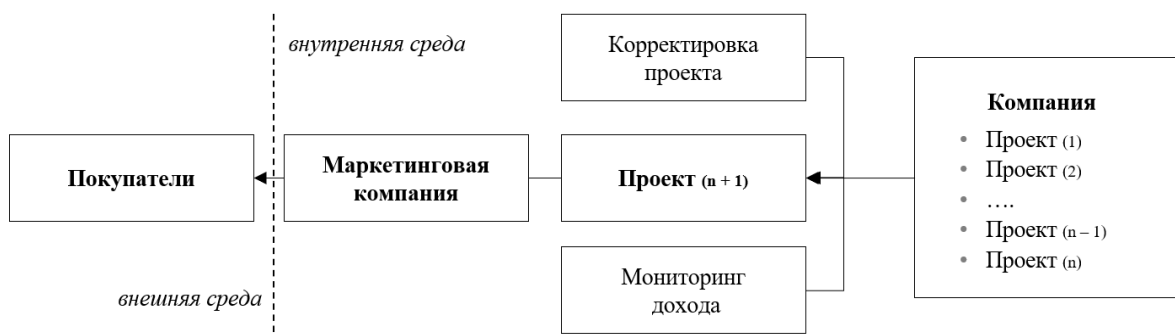 внутренняя среда
Корректировка
проекта
Покупатели
Маркетинговая
компания
Проект (n + 1)
Компания
• Проект (1)
• Проект (2)
• ….
• Проект (n – 1)
• Проект (n)
Мониторинг
дохода
внешняя среда